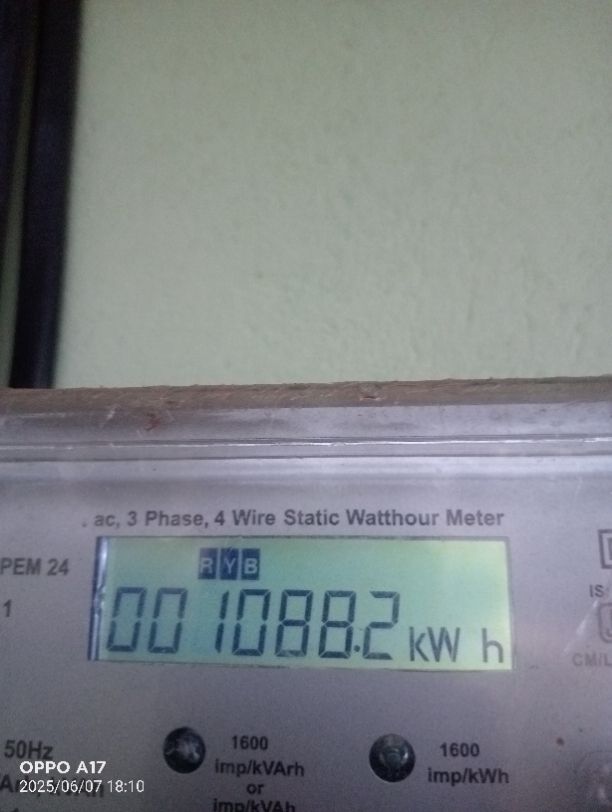 ac, 3 Phase, 4 Wire Static Watthour Meter
PEM 24
1
R Y B
001088.2 kW h
IS
CM/L
50Hz
1600
imp/kVArh
or
imp/kVAh
1600
imp/kWh
OPPO A17
2025/06/07 18:10